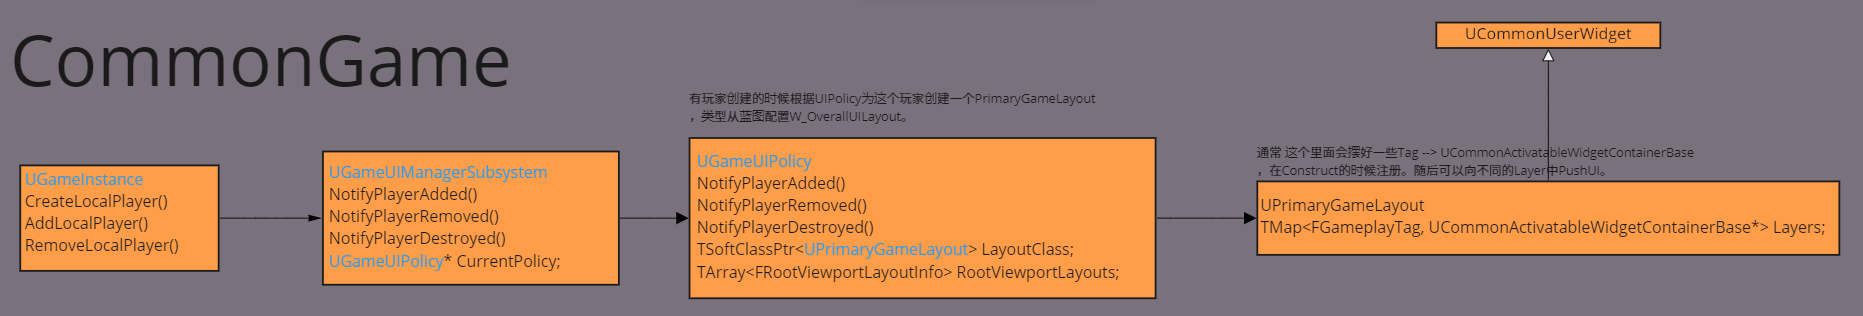 CommonGame
UCommonUserWidget
有玩家创建的时候根据UIPolicy为这个玩家创建一个PrimaryGameLayout
，类型从蓝图配置W_OverallUILayout。
通常 这个里面会摆好一些Tag --> UCommonActivatableWidgetContainerBase
，在Construct的时候注册。随后可以向不同的Layer中PushUI。
UGameInstance
CreateLocalPlayer()
AddLocalPlayer()
RemoveLocalPlayer()
UGameUIManagerSubsystem
NotifyPlayerAdded()
NotifyPlayerRemoved()
NotifyPlayerDestroyed()
UGameUIPolicy* CurrentPolicy;
UGameUIPolicy
NotifyPlayerAdded()
NotifyPlayerRemoved()
NotifyPlayerDestroyed()
TSoftClassPtr<UPrimaryGameLayout> LayoutClass;
TArray<FRootViewportLayoutInfo> RootViewportLayouts;
UPrimaryGameLayout
TMap<FGameplayTag, UCommonActivatableWidgetContainerBase*> Layers;